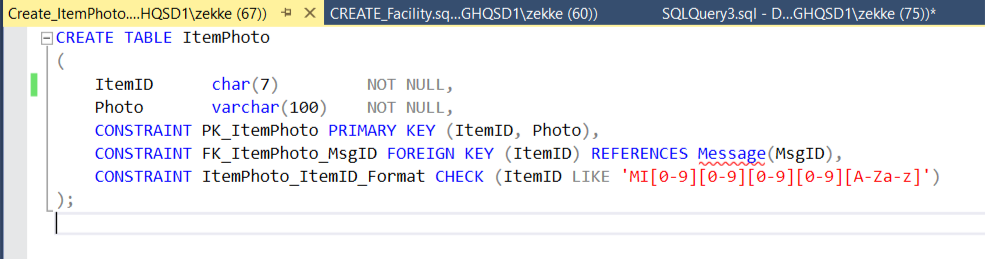 Create_ItemPhoto....HQSD1\zekke (67)) CREATE_Facility.sq...GHQSD1\zekke (60)) SQLQuery3.sql - D...GHQSD1\zekke (75))*
CREATE TABLE ItemPhoto
(
ItemID char(7) NOT NULL,
Photo varchar(100) NOT NULL,
CONSTRAINT PK_ItemPhoto PRIMARY KEY (ItemID, Photo),
CONSTRAINT FK_ItemPhoto_MsgID FOREIGN KEY (ItemID) REFERENCES Message(MsgID),
CONSTRAINT ItemPhoto_ItemID_Format CHECK (ItemID LIKE 'MI[0-9][0-9][0-9][0-9][A-Za-z]')
);